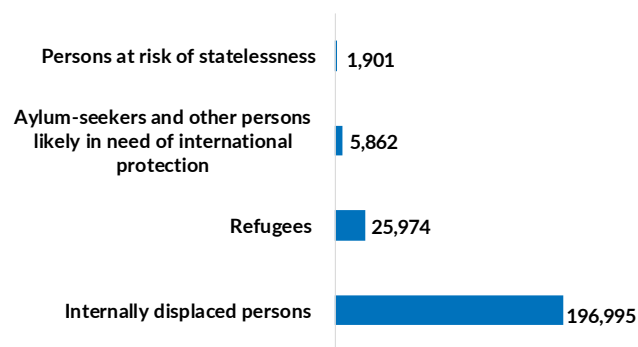 Persons at risk of statelessness
1,901
Aylum-seekers and other persons
likely in need of international
protection
5,862
Refugees
25,974
Internally displaced persons
196,995